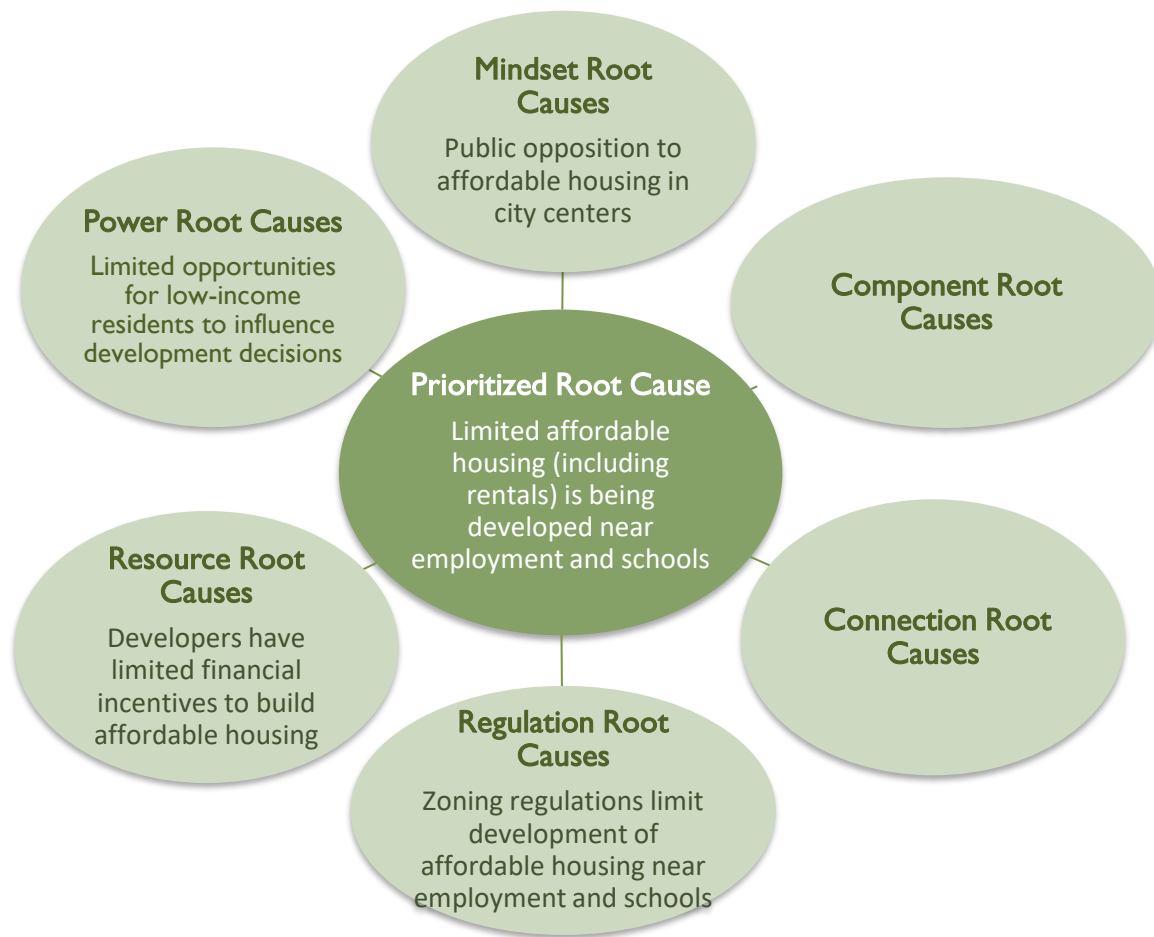 Mindset Root
Causes
Public opposition to
affordable housing in
city centers
Power Root Causes
Limited opportunities
for low-income
residents to influence
development decisions
Component Root
Causes
Prioritized Root Cause
Limited affordable
housing (including
rentals) is being
developed near
employment and schools
Resource Root
Causes
Developers have
limited financial
incentives to build
affordable housing
Connection Root
Causes
Regulation Root
Causes
Zoning regulations limit
development of
affordable housing near
employment and schools